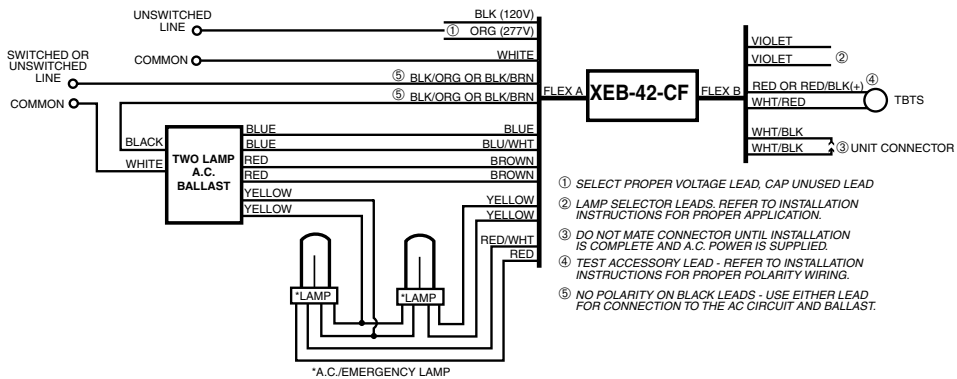 UNSWITCHED
LINE
BLK (120V)
① ORG (277V)
COMMON
WHITE
SWITCHED OR
UNSWITCHED
LINE
⑤ BLK/ORG OR BLK/BRN
COMMON
⑤ BLK/ORG OR BLK/BRN
FLEX A
XEB-42-CF
FLEX B
VIOLET
VIOLET
②
RED OR RED/BLK(+) ④
WHT/RED
TBTS
WHT/BLK
WHT/BLK
③ UNIT CONNECTOR
BLACK
WHITE
TWO LAMP
A.C.
BALLAST
BLUE
BLUE
RED
RED
YELLOW
YELLOW
BLUE
BLU/WHT
BROWN
BROWN
YELLOW
YELLOW
RED/WHT
RED
*LAMP
*LAMP
*A.C./EMERGENCY LAMP
① SELECT PROPER VOLTAGE LEAD, CAP UNUSED LEAD
② LAMP SELECTOR LEADS. REFER TO INSTALLATION
INSTRUCTIONS FOR PROPER APPLICATION.
③ DO NOT MATE CONNECTOR UNTIL INSTALLATION
IS COMPLETE AND A.C. POWER IS SUPPLIED.
④ TEST ACCESSORY LEAD - REFER TO INSTALLATION
INSTRUCTIONS FOR PROPER POLARITY WIRING.
⑤ NO POLARITY ON BLACK LEADS - USE EITHER LEAD
FOR CONNECTION TO THE AC CIRCUIT AND BALLAST.